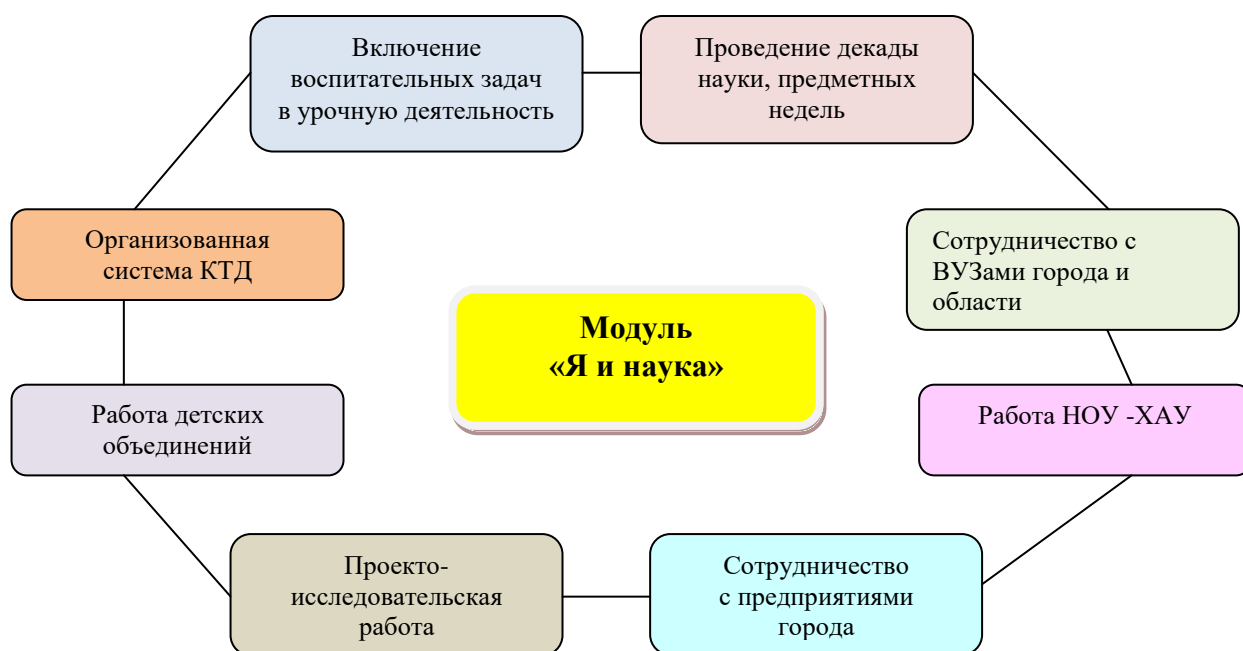 Включение
воспитательных задач
в урочную деятельность
Проведение декады
науки, предметных
недель
Организованная
система КТД
Сотрудничество с
ВУЗами города и
области
Модуль
«Я и наука»
Работа детских
объединений
Работа НОУ -ХАУ
Проекто-
исследовательская
работа
Сотрудничество
с предприятиями
города